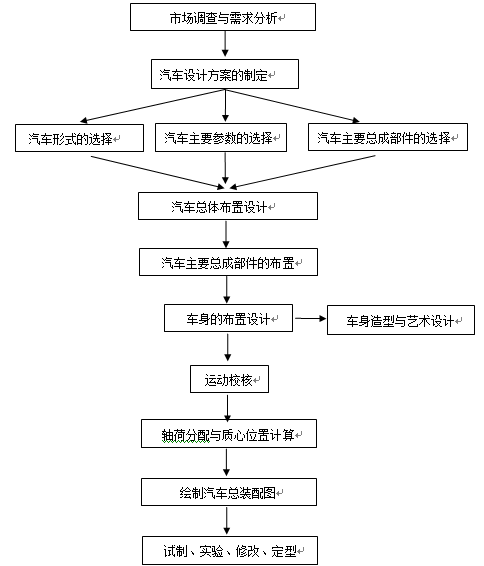 市场调查与需求分析
汽车设计方案的制定
汽车形式的选择
汽车主要参数的选择
汽车主要总成部件的选择
汽车总体布置设计
汽车主要总成部件的布置
车身的布置设计
车身造型与艺术设计
运动校核
轴荷分配与质心位置计算
绘制汽车总装配图
试制、实验、修改、定型